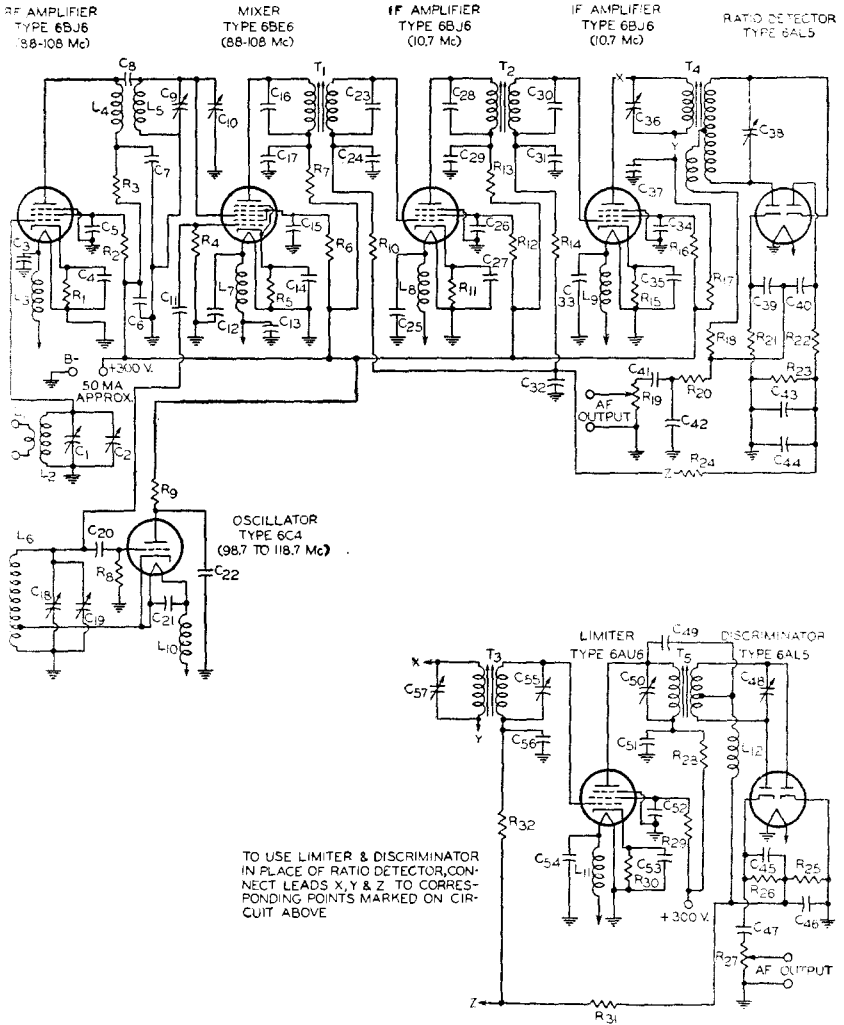 RF AMPLIFIER
TYPE 6BJ6
(88-108 Mc)
MIXER
TYPE 6BE6
(88-108 Mc)
IF AMPLIFIER
TYPE 6BJ6
(10.7 Mc)
IF AMPLIFIER
TYPE 6BJ6
(10.7 Mc)
RATIO DETECTOR
TYPE 6AL5
C8
L4
L5
C9
C10
C7
R3
C16
T1
C23
C17
R7
C24
C28
T2
C30
C29
R13
C31
X
T4
C36
Y
C37
C38
C3
L3
C5
R2
C4
R1
C6
C11
R4
C15
L7
C14
R5
C12
C13
R6
R10
C26
R12
L8
C27
R11
C25
R14
C34
R16
C33
L9
C35
R15
R17
R18
C39
C40
R21
R22
B-
+300 V.
50 MA
APPROX.
C32
C41
R19
R20
AF
OUTPUT
C42
R23
C43
C44
Z
R24
L2
C1
C2
R9
OSCILLATOR
TYPE 6C4
(98.7 TO 118.7 Mc)
L6
C20
R8
C22
C18
C19
C21
L10
LIMITER
TYPE 6AU6
C49
DISCRIMINATOR
TYPE 6AL5
X
T3
C57
C55
Y
C56
C50
T5
C48
C51
R28
L12
R32
C52
R29
C54
L11
C53
R30
+300 V.
C45
R26
R25
C46
C47
R27
AF OUTPUT
Z
R31
TO USE LIMITER & DISCRIMINATOR
IN PLACE OF RATIO DETECTOR, CON-
NECT LEADS X, Y & Z TO CORRES-
PONDING POINTS MARKED ON CIR-
CUIT ABOVE